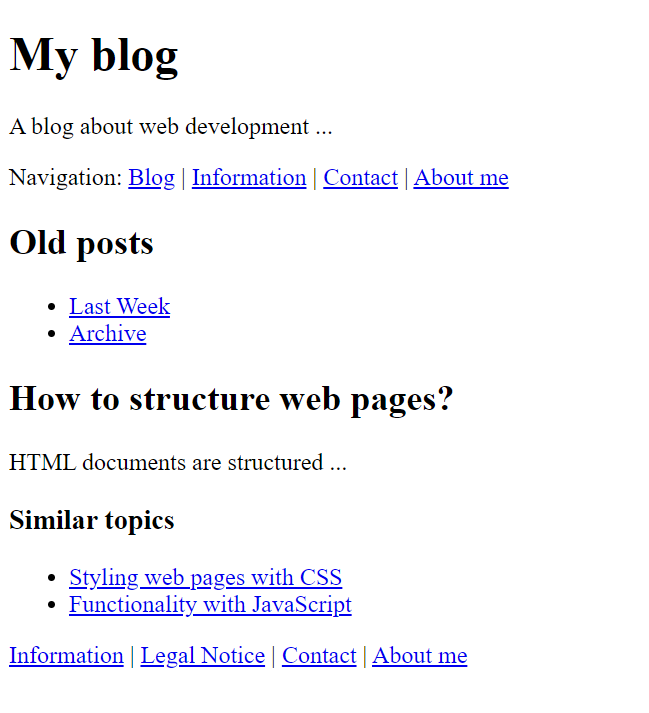 My blog
A blog about web development ...
Navigation: Blog | Information | Contact | About me
Old posts
• Last Week
• Archive
How to structure web pages?
HTML documents are structured ...
Similar topics
• Styling web pages with CSS
• Functionality with JavaScript
Information | Legal Notice | Contact | About me